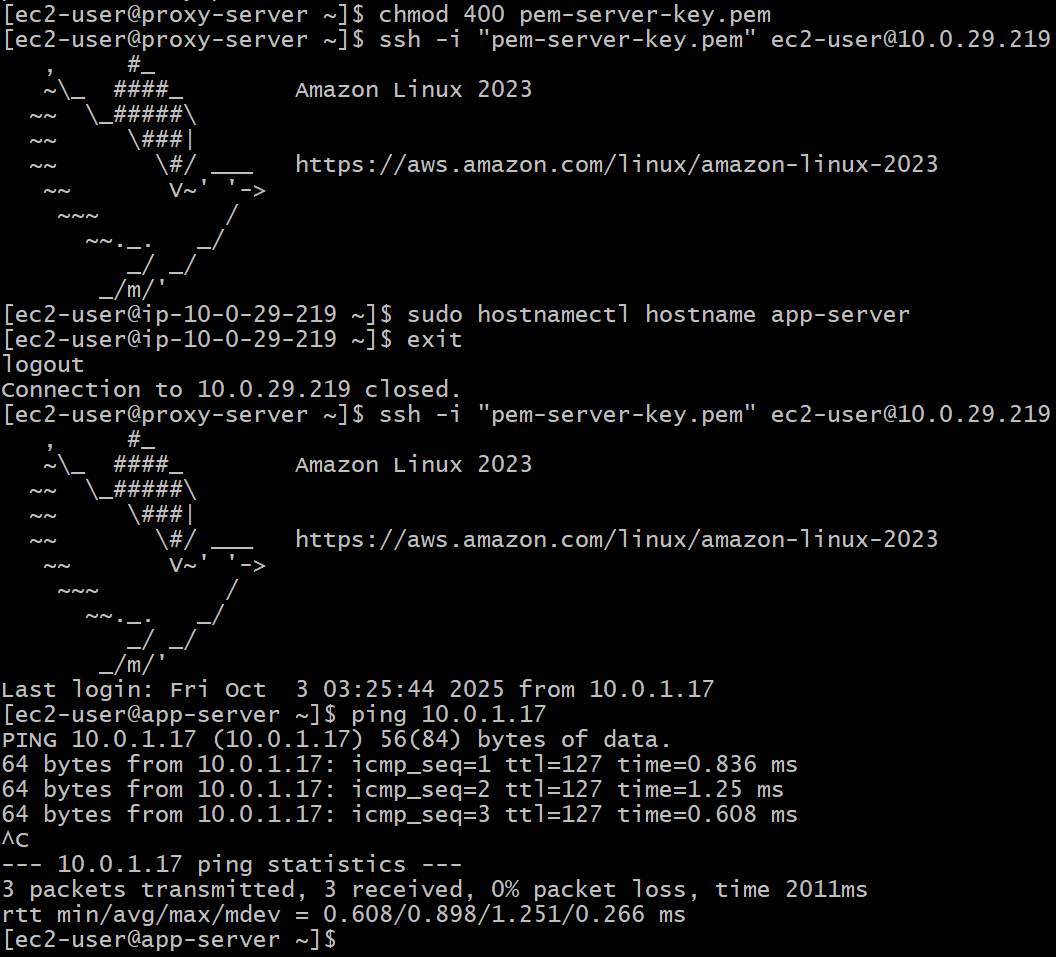 [ec2-user@proxy-server ~]$ chmod 400 pem-server-key.pem
[ec2-user@proxy-server ~]$ ssh -i "pem-server-key.pem" ec2-user@10.0.29.219
   ,     #_
   ~\_  ####_        Amazon Linux 2023
  ~~  \_#####\
  ~~     \###|
  ~~       \#/ ___   https://aws.amazon.com/linux/amazon-linux-2023
   ~~       V~' '->
    ~~~         /
      ~~._.   _/
         _/ _/
       _/m/'
[ec2-user@ip-10-0-29-219 ~]$ sudo hostnamectl hostname app-server
[ec2-user@ip-10-0-29-219 ~]$ exit
logout
Connection to 10.0.29.219 closed.
[ec2-user@proxy-server ~]$ ssh -i "pem-server-key.pem" ec2-user@10.0.29.219
   ,     #_
   ~\_  ####_        Amazon Linux 2023
  ~~  \_#####\
  ~~     \###|
  ~~       \#/ ___   https://aws.amazon.com/linux/amazon-linux-2023
   ~~       V~' '->
    ~~~         /
      ~~._.   _/
         _/ _/
       _/m/'
Last login: Fri Oct  3 03:25:44 2025 from 10.0.1.17
[ec2-user@app-server ~]$ ping 10.0.1.17
PING 10.0.1.17 (10.0.1.17) 56(84) bytes of data.
64 bytes from 10.0.1.17: icmp_seq=1 ttl=127 time=0.836 ms
64 bytes from 10.0.1.17: icmp_seq=2 ttl=127 time=1.25 ms
64 bytes from 10.0.1.17: icmp_seq=3 ttl=127 time=0.608 ms
^C
--- 10.0.1.17 ping statistics ---
3 packets transmitted, 3 received, 0% packet loss, time 2011ms
rtt min/avg/max/mdev = 0.608/0.898/1.251/0.266 ms
[ec2-user@app-server ~]$